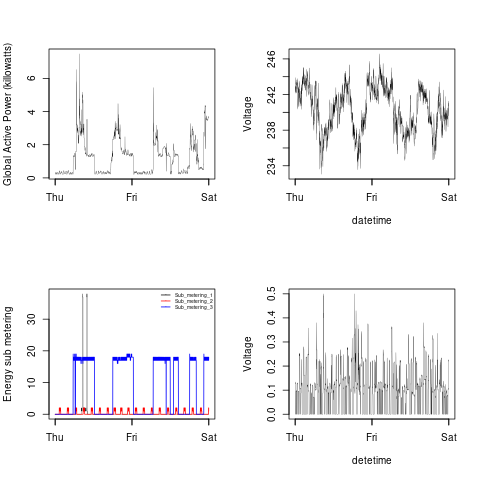 Global Active Power (killowatts)
0 2 4 6
Thu Fri Sat
Voltage
234 238 242 246
Thu Fri Sat
datetime
Energy sub metering
0 10 20 30
Sub_metering_1
Sub_metering_2
Sub_metering_3
Thu Fri Sat
Voltage
0.0 0.1 0.2 0.3 0.4 0.5
Thu Fri Sat
detetime